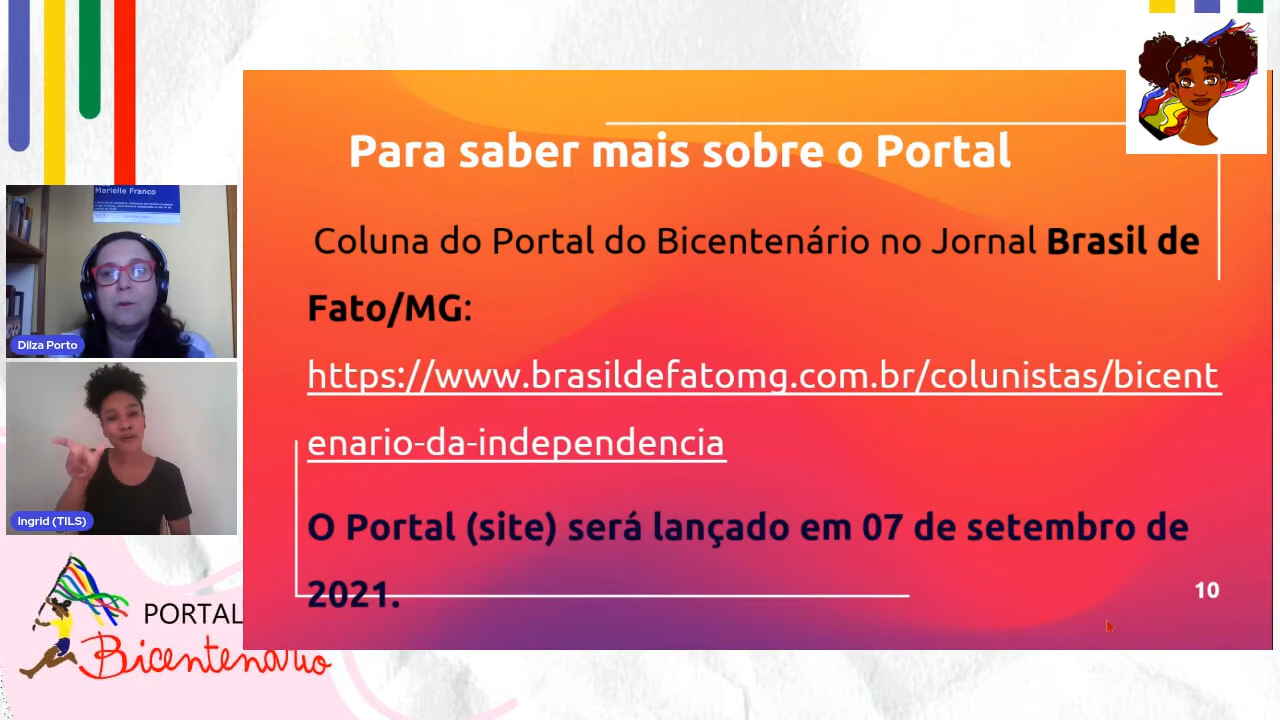 Para saber mais sobre o Portal
Coluna do Portal do Bicentenário no Jornal Brasil de
Fato/MG:
https://www.brasildefatomg.com.br/colunistas/bicent
enario-da-independencia
O Portal (site) será lançado em 07 de setembro de
2021.
10
Marielle Franco
Dilza Porto
Ingrid (TILS)
PORTAL
Bicentenário